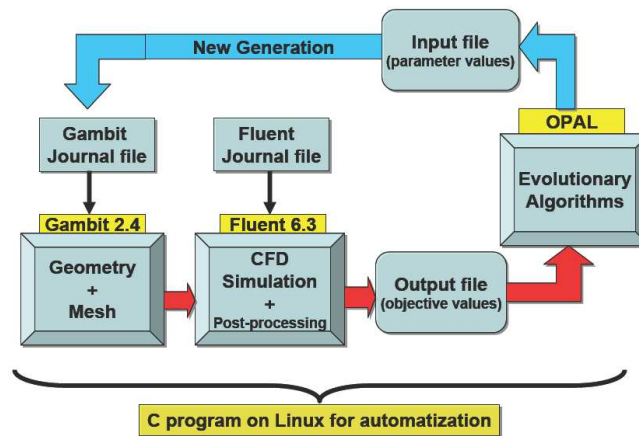 New Generation
Input file
(parameter values)
Gambit
Journal file
Fluent
Journal file
OPAL
Evolutionary
Algorithms
Gambit 2.4
Geometry
+
Mesh
Fluent 6.3
CFD
Simulation
+
Post-processing
Output file
(objective values)
C program on Linux for automatization